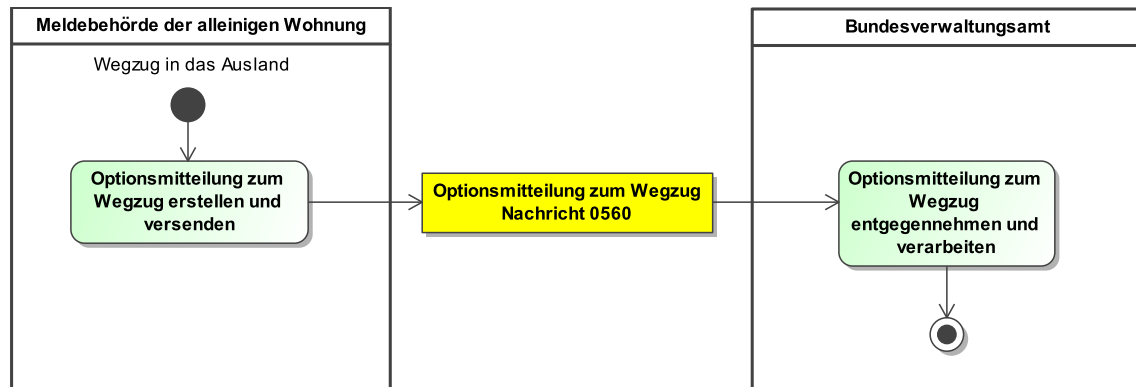 Meldebehörde der alleinigen Wohnung
Bundesverwaltungsamt
Wegzug in das Ausland
Optionsmitteilung zum
Wegzug erstellen und
versenden
Optionsmitteilung zum Wegzug
Nachricht 0560
Optionsmitteilung zum
Wegzug
entgegennehmen und
verarbeiten